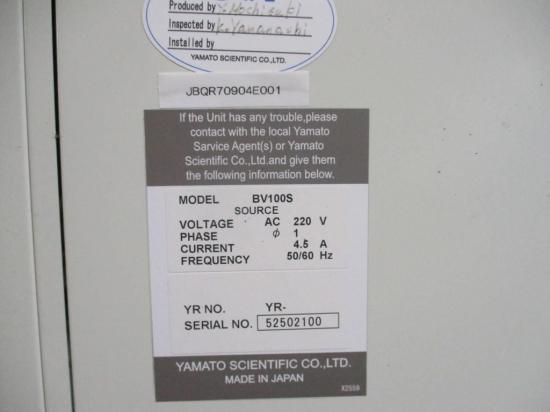 Produced by Y.Mochizuki
Inspected by K.Yamanashi
Installed by
YAMATO SCIENTIFIC CO.,LTD.
JBQR70904E001
If the Unit has any trouble,please
contact with the local Yamato
Sarvice Agent(s) or Yamato
Scientific Co.,Ltd.and give them
the following information below.
MODEL BV100S
SOURCE
VOLTAGE AC 220 V
PHASE φ 1
CURRENT 4.5 A
FREQUENCY 50/60 Hz
YR NO. YR-
SERIAL NO. 52502100
YAMATO SCIENTIFIC CO.,LTD.
MADE IN JAPAN
X2559